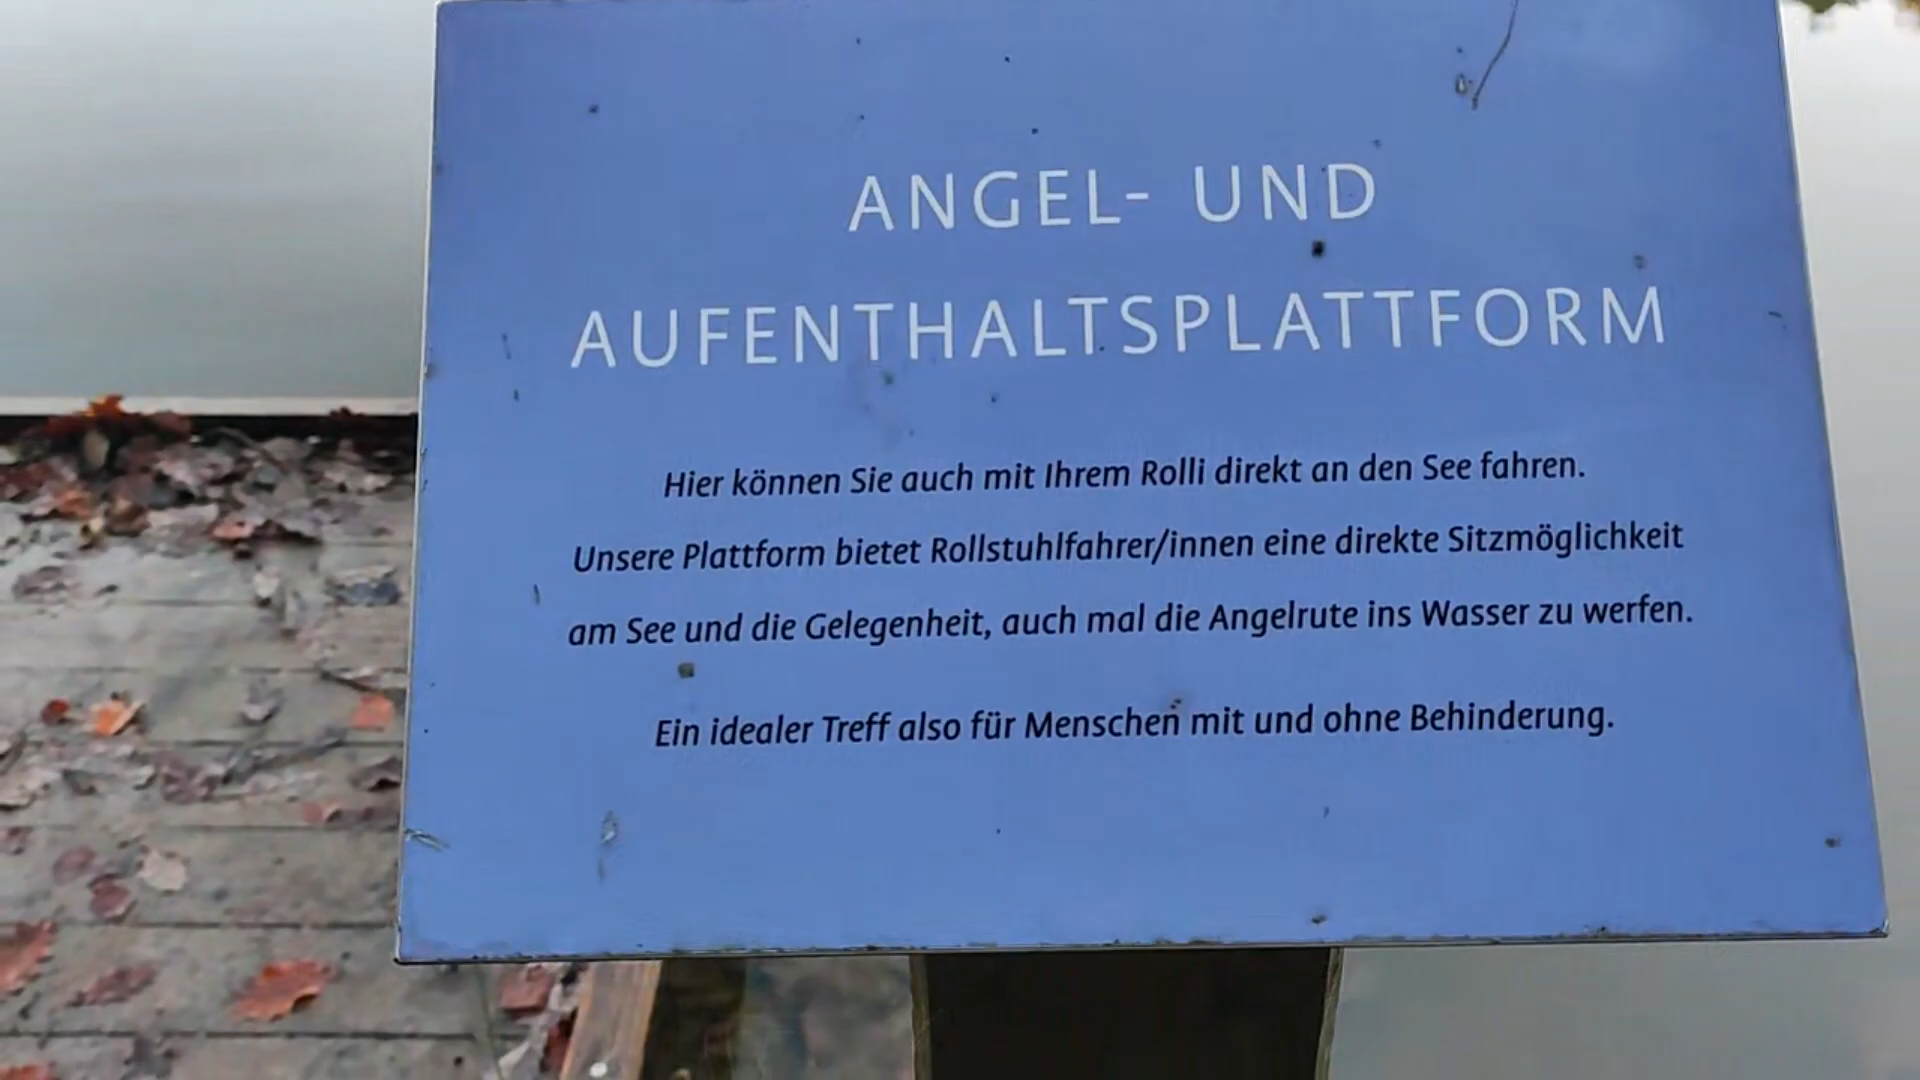 ANGEL- UND
AUFENTHALTSPLATTFORM
Hier können Sie auch mit Ihrem Rolli direkt an den See fahren.
Unsere Plattform bietet Rollstuhlfahrer/innen eine direkte Sitzmöglichkeit
am See und die Gelegenheit, auch mal die Angelrute ins Wasser zu werfen.
Ein idealer Treff also für Menschen mit und ohne Behinderung.